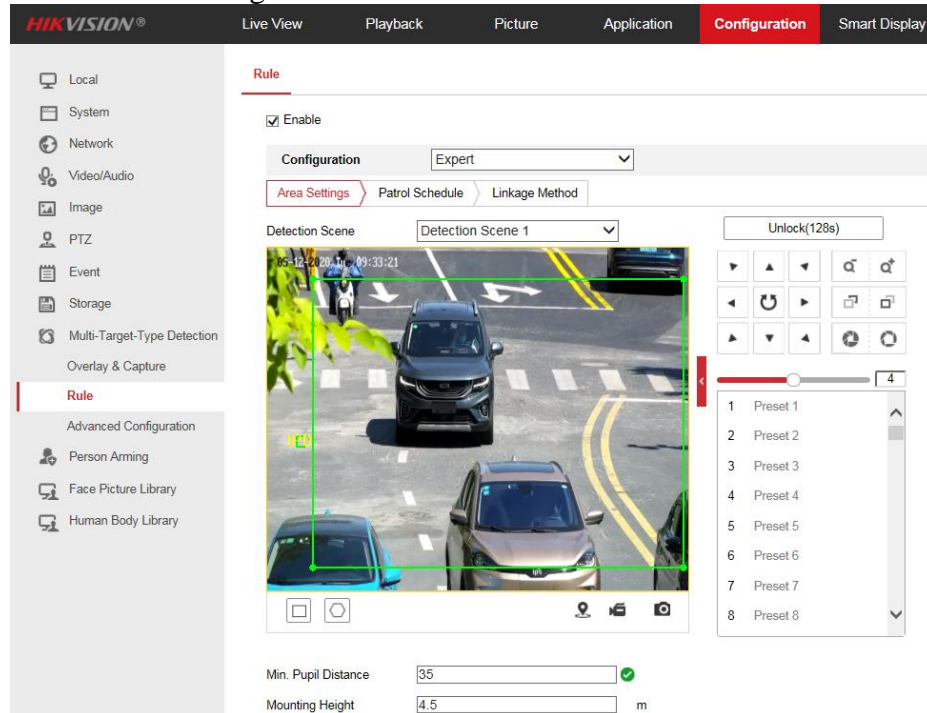 HIKVISION®
Live View
Playback
Picture
Application
Configuration
Smart Display
Local
System
Network
Video/Audio
Image
PTZ
Event
Storage
Multi-Target-Type Detection
Overlay & Capture
Rule
Advanced Configuration
Person Arming
Face Picture Library
Human Body Library
Rule
Enable
Configuration
Expert
Area Settings
Patrol Schedule
Linkage Method
Detection Scene
Detection Scene 1
09:33:21
Unlock(128s)
4
1 Preset 1
2 Preset 2
3 Preset 3
4 Preset 4
5 Preset 5
6 Preset 6
7 Preset 7
8 Preset 8
Min. Pupil Distance
35
Mounting Height
4.5
m